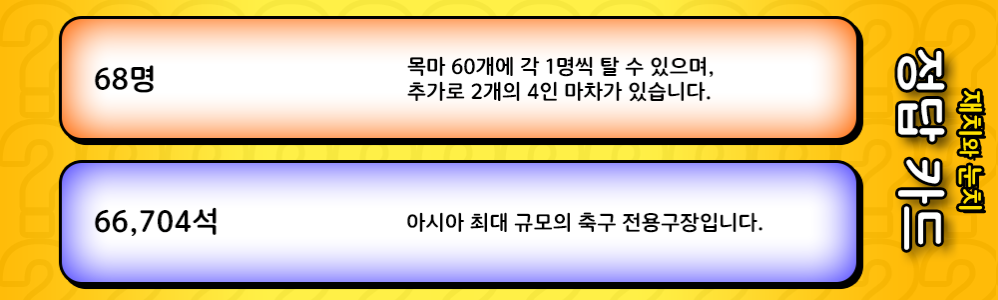 68명
목마 60개에 각 1명씩 탈 수 있으며,
추가로 2개의 4인 마차가 있습니다.
66,704석
아시아 최대 규모의 축구 전용구장입니다.
재치와 눈치
정답 카드